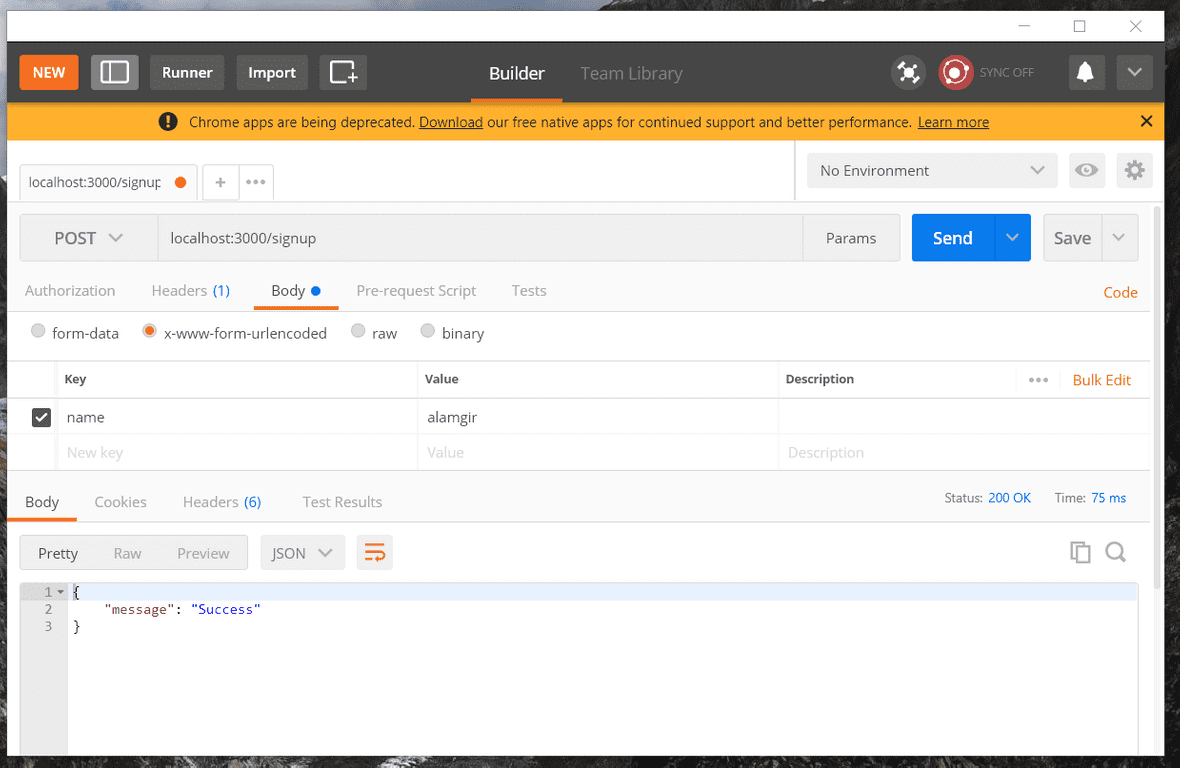 NEW Runner Import Builder Team Library SYNC OFF
Chrome apps are being deprecated. Download our free native apps for continued support and better performance. Learn more
localhost:3000/signup + ••• No Environment
POST localhost:3000/signup Params Send Save
Authorization Headers (1) Body Pre-request Script Tests Code
form-data x-www-form-urlencoded raw binary
Key Value Description ••• Bulk Edit
name alamgir
New key Value Description
Body Cookies Headers (6) Test Results Status: 200 OK Time: 75 ms
Pretty Raw Preview JSON
1 {
2 "message": "Success"
3 }